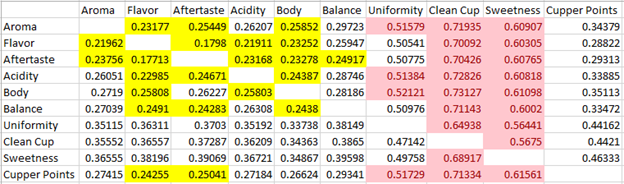 Aroma Flavor Aftertaste Acidity Body Balance Uniformity Clean Cup Sweetness Cupper Points
Aroma 0.23177 0.25449 0.26207 0.25852 0.29723 0.51579 0.71935 0.60907 0.34379
Flavor 0.21962 0.1798 0.21911 0.23252 0.25947 0.50541 0.70092 0.60305 0.28822
Aftertaste 0.23756 0.17713 0.23168 0.23278 0.24917 0.50775 0.70426 0.60765 0.29313
Acidity 0.26051 0.22985 0.24671 0.24387 0.28746 0.51384 0.72826 0.60818 0.33885
Body 0.2719 0.25808 0.26227 0.25803 0.28186 0.52121 0.73127 0.61098 0.35113
Balance 0.27039 0.2491 0.24283 0.26308 0.2438 0.50976 0.71143 0.6002 0.33472
Uniformity 0.35115 0.36311 0.3703 0.35192 0.33738 0.38149 0.64938 0.56441 0.44162
Clean Cup 0.35552 0.36557 0.37287 0.36209 0.34363 0.3865 0.47142 0.5675 0.4421
Sweetness 0.36555 0.38196 0.39069 0.36721 0.34867 0.39598 0.49758 0.68917 0.46333
Cupper Points 0.27415 0.24255 0.25041 0.27184 0.26624 0.29341 0.51729 0.71334 0.61561